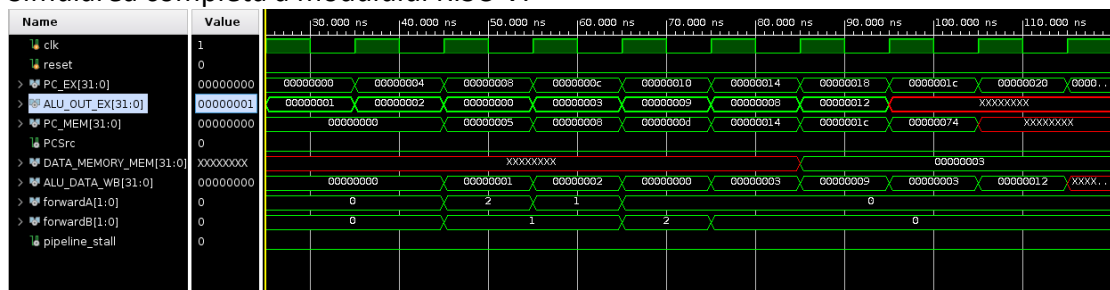 Simularea completă a modulului RISC-V:
Name Value 30.000 ns 40.000 ns 50.000 ns 60.000 ns 70.000 ns 80.000 ns 90.000 ns 100.000 ns 110.000 ns
clk 1
reset 0
PC_EX[31:0] 00000000 00000000 00000004 00000008 0000000c 00000010 00000014 00000018 0000001c 00000020 0000..
ALU_OUT_EX[31:0] 00000001 00000001 00000002 00000000 00000003 00000009 00000008 00000012 XXXXXXXX
PC_MEM[31:0] 00000000 00000000 00000005 00000008 0000000d 00000014 0000001c 00000074 XXXXXXXX
PCSrc 0
DATA_MEMORY_MEM[31:0] XXXXXXXX XXXXXXXX 00000003
ALU_DATA_WB[31:0] 00000000 00000000 00000001 00000002 00000000 00000003 00000009 00000003 00000012 XXXX..
forwardA[1:0] 0 0 2 1 0
forwardB[1:0] 0 0 1 2 0
pipeline_stall 0